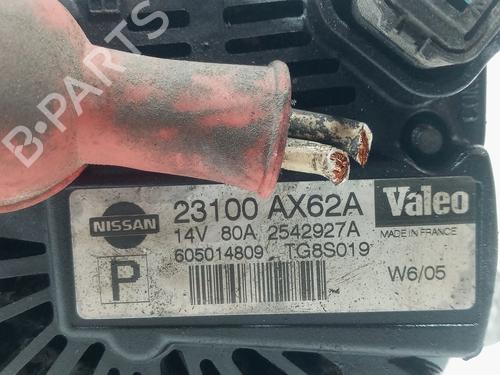 B-PARTS
NISSAN
23100 AX62A
Valeo
14V 80A 2542927A
MADE IN FRANCE
605014809 TG8S019
P
W6/05